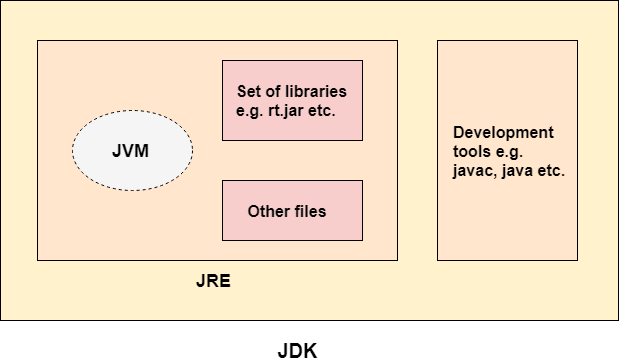 Set of libraries
e.g. rt.jar etc.
JVM
Other files
JRE
Development
tools e.g.
javac, java etc.
JDK